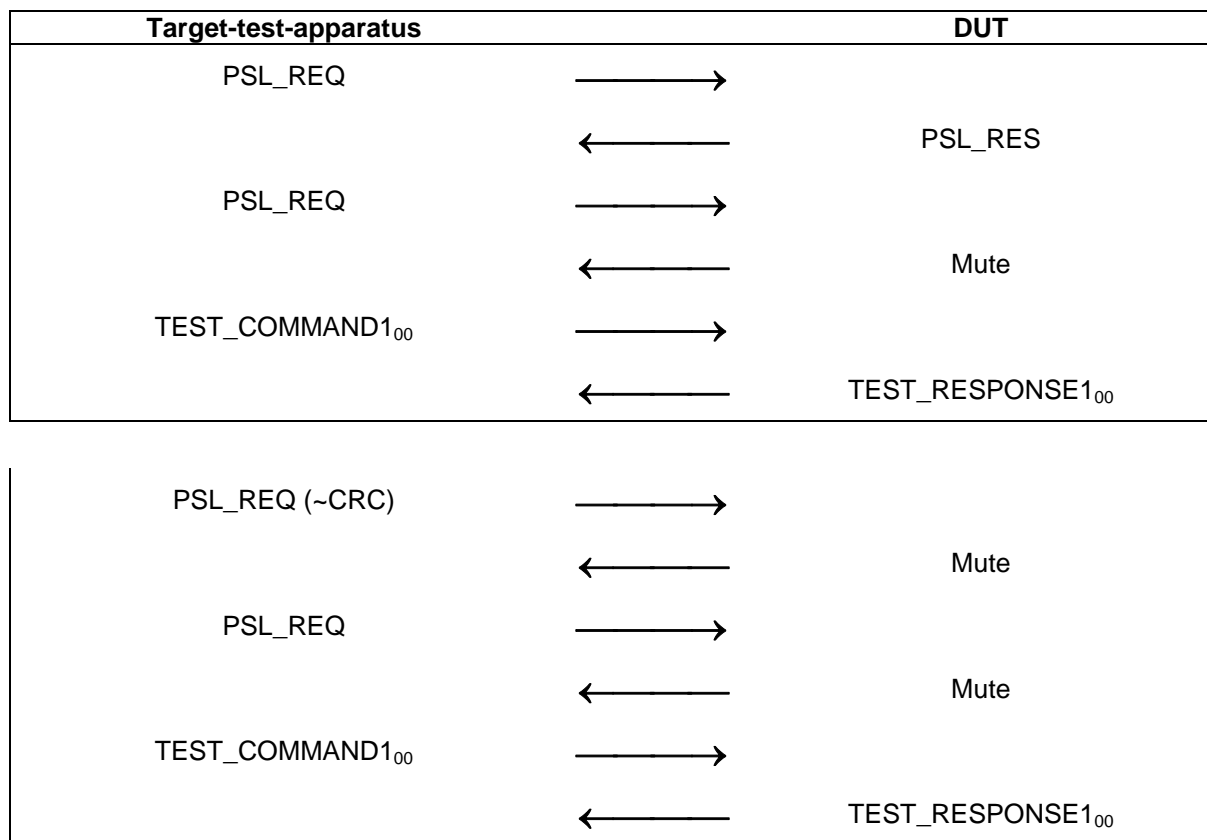 Target-test-apparatus DUT
PSL_REQ
PSL_RES
PSL_REQ
Mute
TEST_COMMAND1₀₀
TEST_RESPONSE1₀₀
PSL_REQ (~CRC)
Mute
PSL_REQ
Mute
TEST_COMMAND1₀₀
TEST_RESPONSE1₀₀